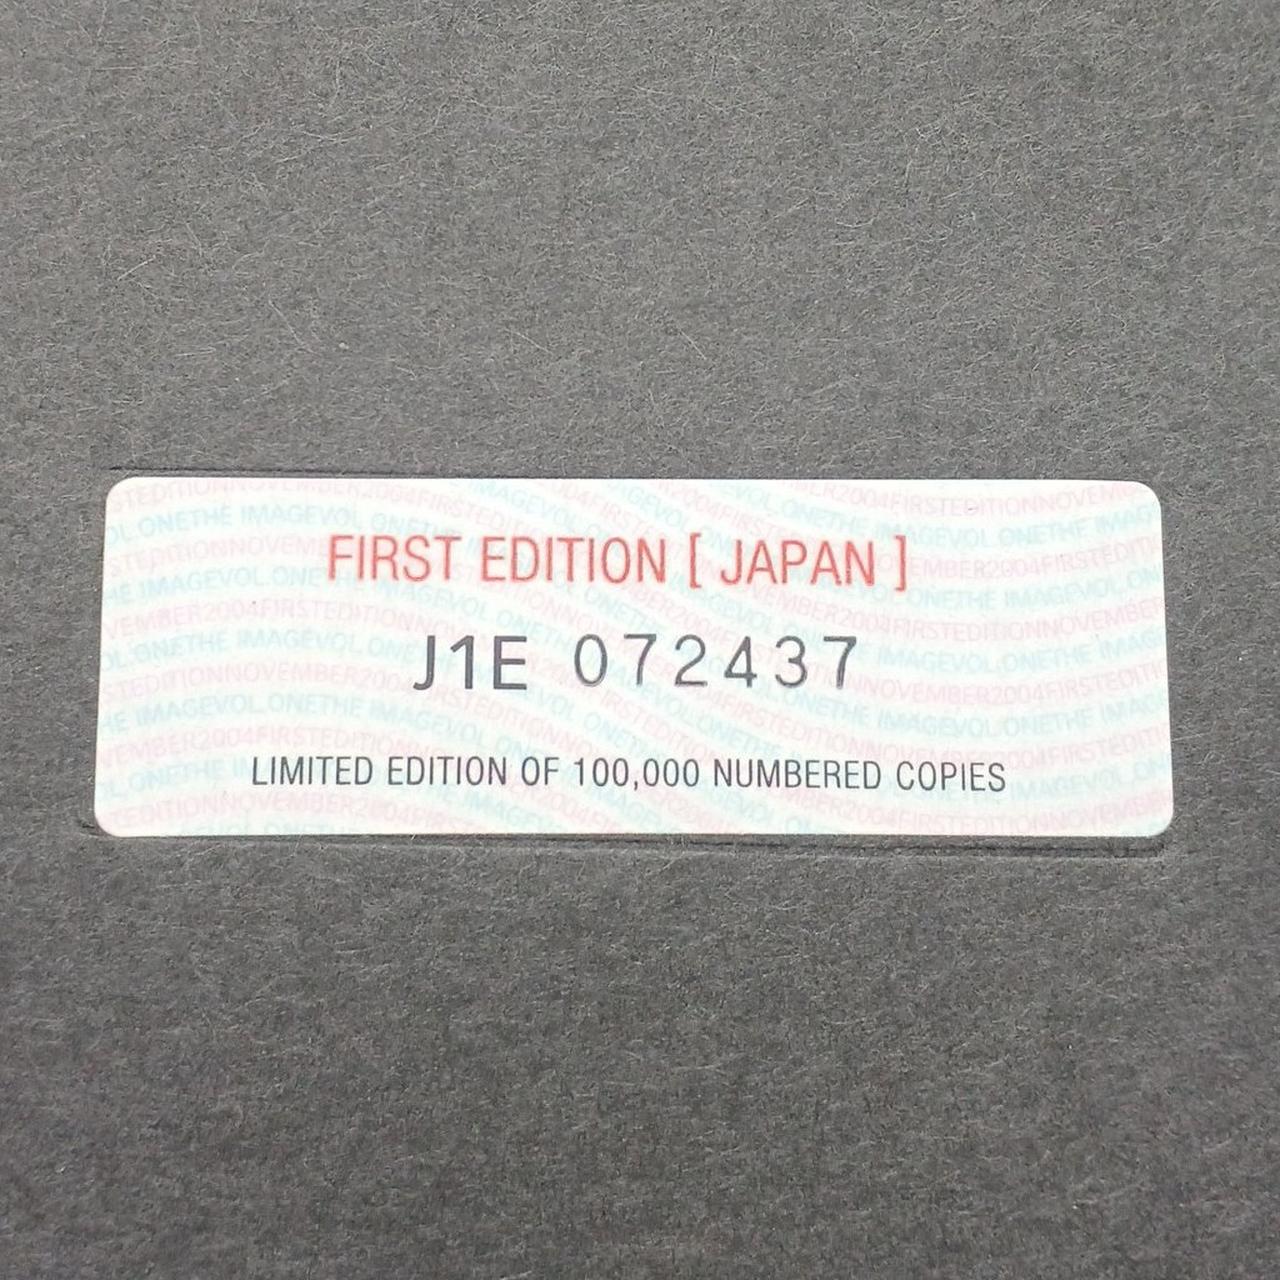 FIRST EDITION [ JAPAN ]
J1E 072437
LIMITED EDITION OF 100,000 NUMBERED COPIES